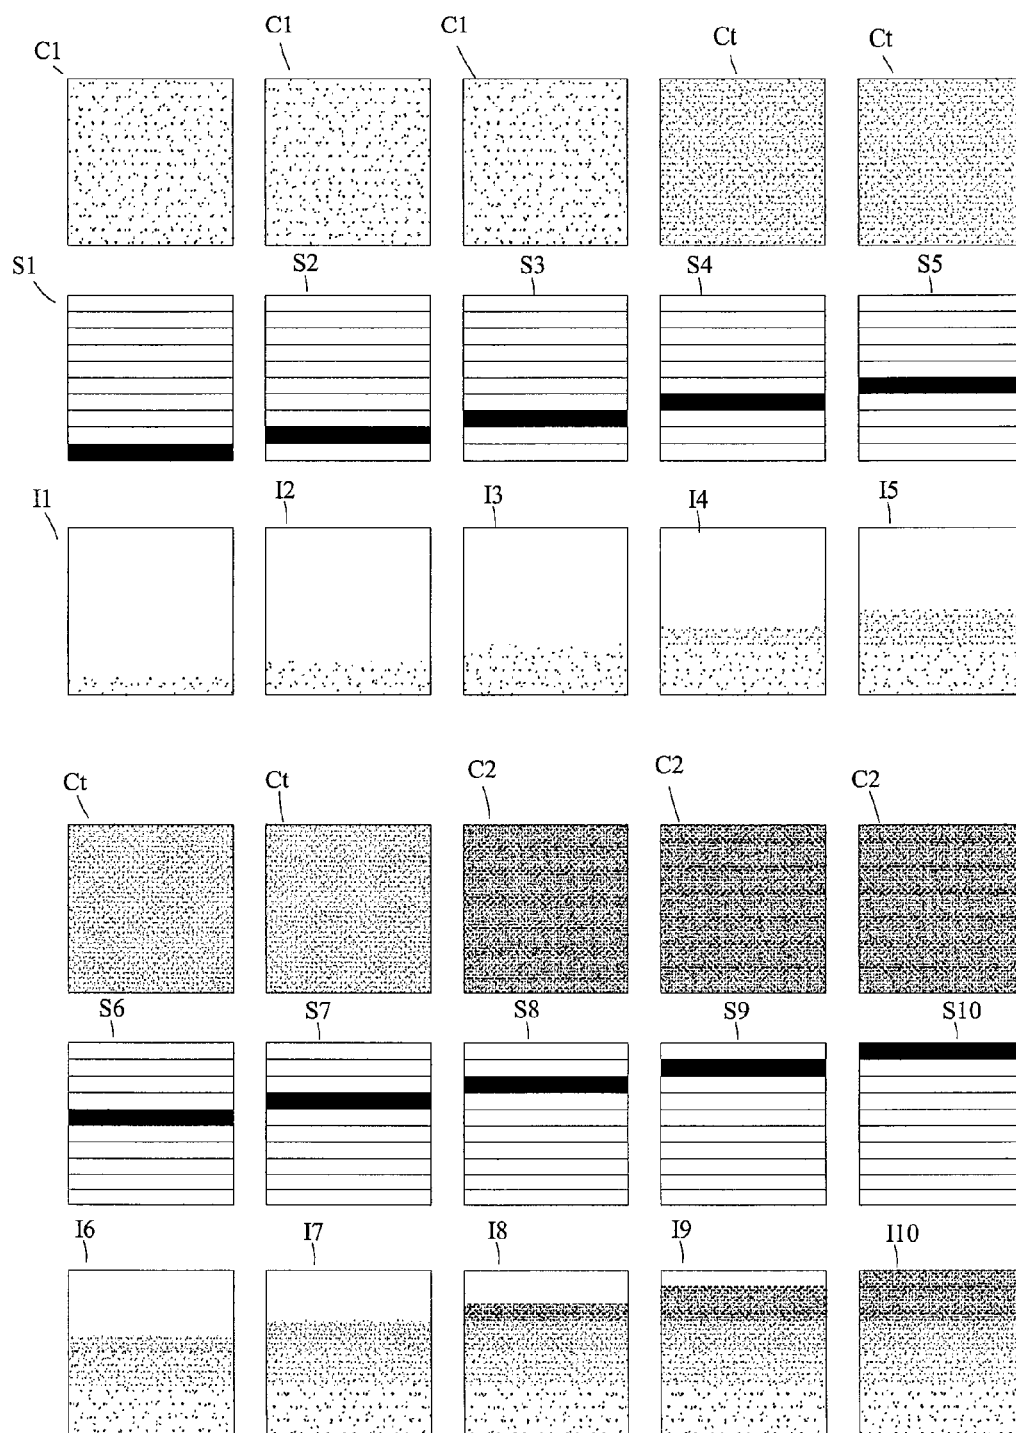 C1 C1 C1 Ct Ct
S1 S2 S3 S4 S5
I1 I2 I3 I4 I5
Ct Ct C2 C2 C2
S6 S7 S8 S9 S10
I6 I7 I8 I9 I10